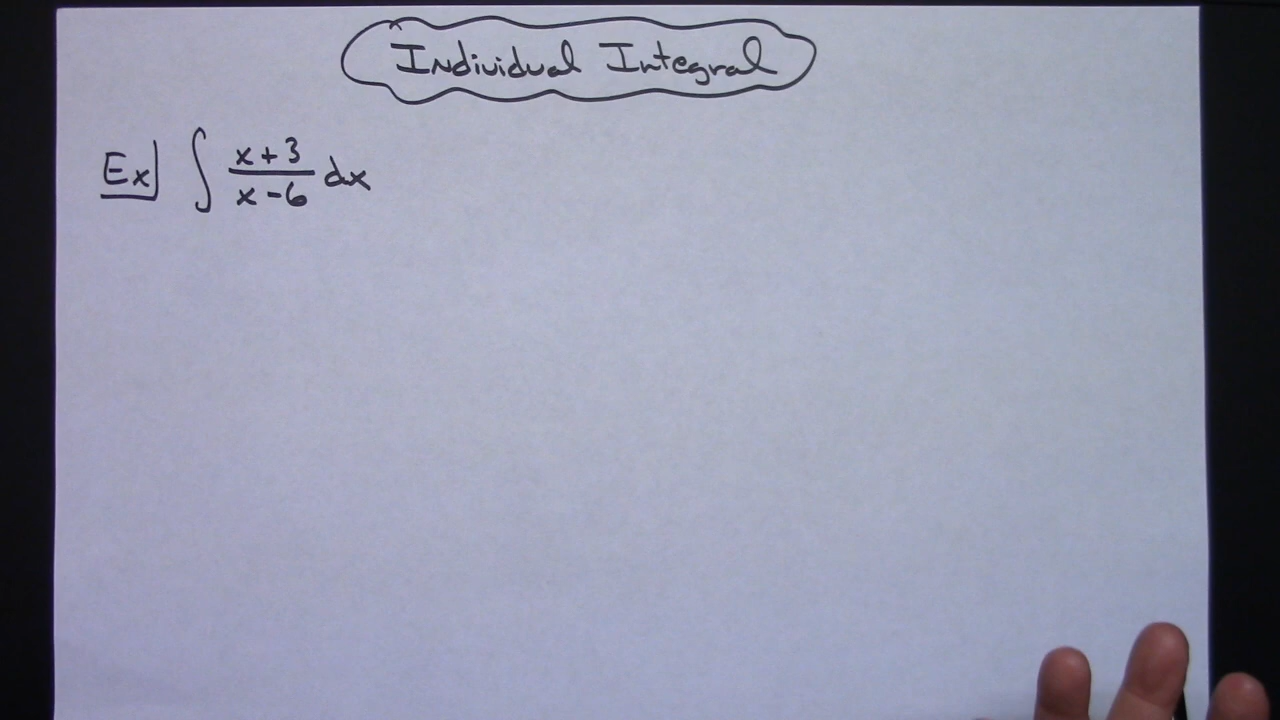 Individual Integral
Ex ∫ x+3 / x-6 dx